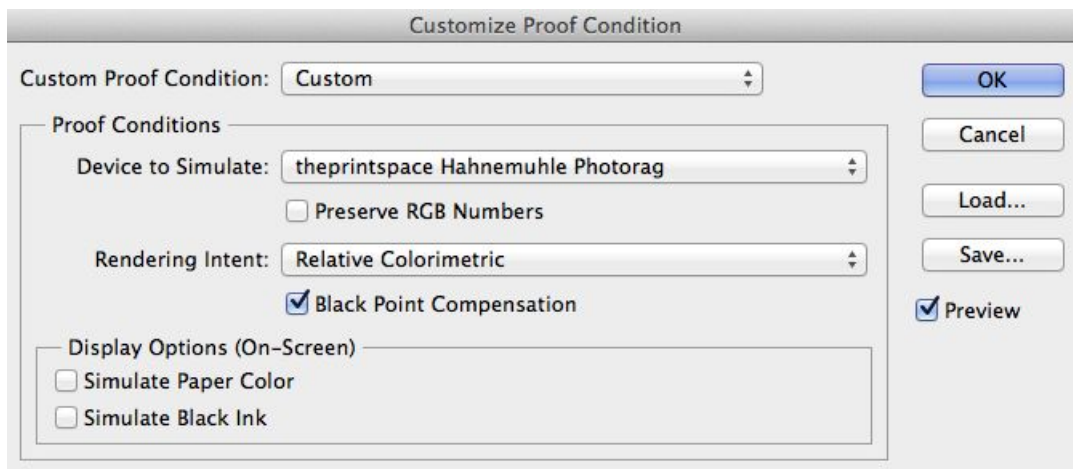 Customize Proof Condition
Custom Proof Condition: Custom
OK
Proof Conditions
Cancel
Device to Simulate: theprintspace Hahnemuhle Photorag
Preserve RGB Numbers
Load...
Rendering Intent: Relative Colorimetric
Save...
Black Point Compensation
Preview
Display Options (On-Screen)
Simulate Paper Color
Simulate Black Ink